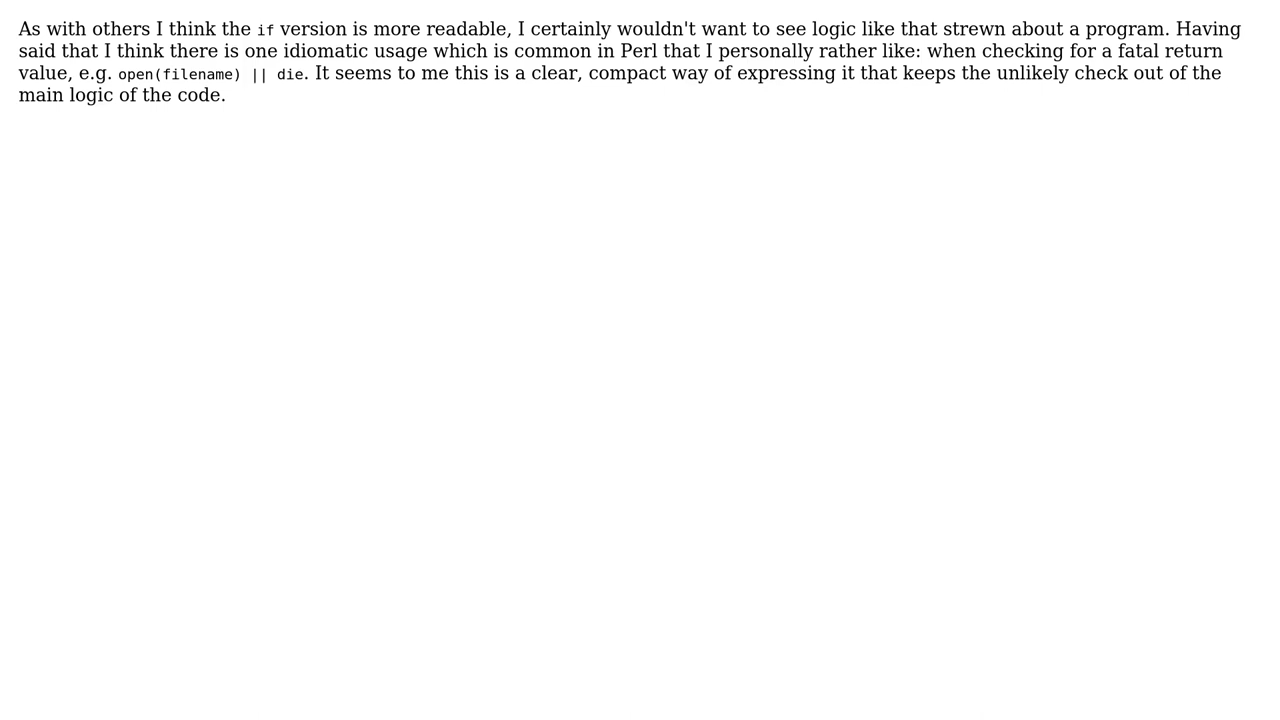 As with others I think the if version is more readable, I certainly wouldn't want to see logic like that strewn about a program. Having
said that I think there is one idiomatic usage which is common in Perl that I personally rather like: when checking for a fatal return
value, e.g. open(filename) || die. It seems to me this is a clear, compact way of expressing it that keeps the unlikely check out of the
main logic of the code.